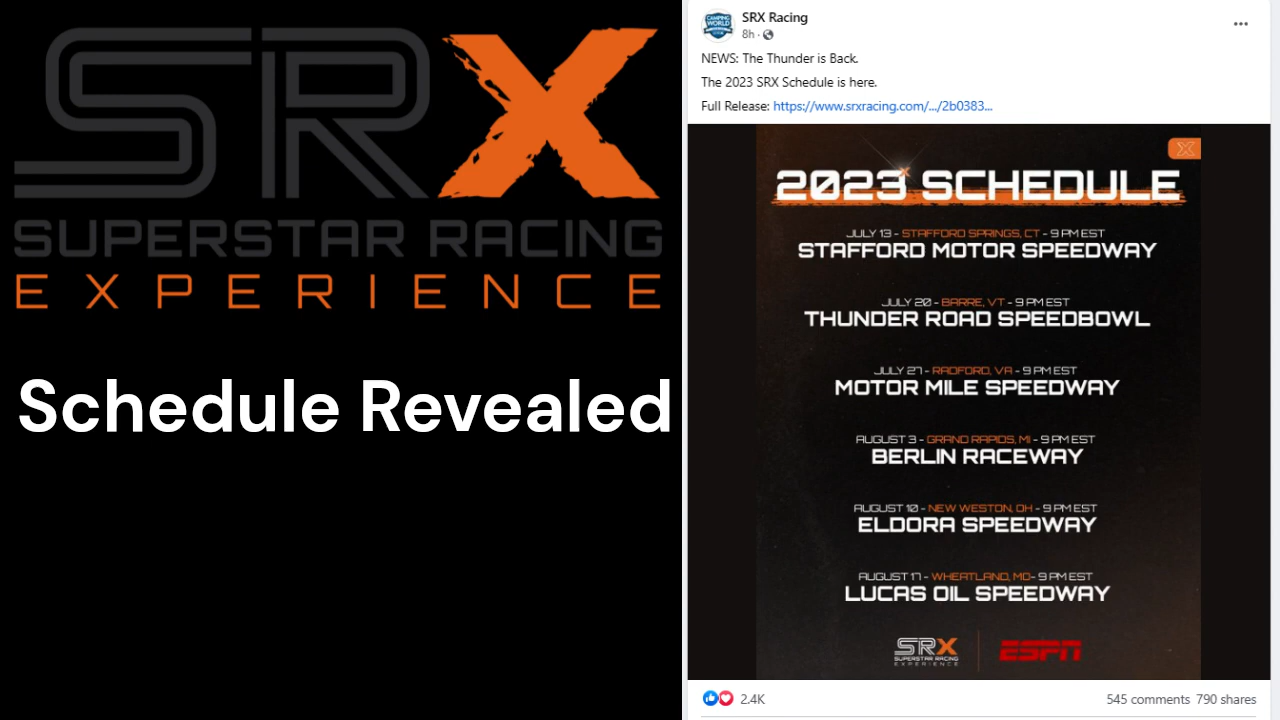 SRX
SUPERSTAR RACING
EXPERIENCE
Schedule Revealed
SRX Racing
8h ·
NEWS: The Thunder is Back.
The 2023 SRX Schedule is here.
Full Release: https://www.srxracing.com/.../2b0383...
X
2023 SCHEDULE
JULY 13 - STAFFORD SPRINGS, CT - 9 PM EST
STAFFORD MOTOR SPEEDWAY
JULY 20 - BARRE, VT - 9 PM EST
THUNDER ROAD SPEEDBOWL
JULY 27 - RADFORD, VA - 9 PM EST
MOTOR MILE SPEEDWAY
AUGUST 3 - GRAND RAPIDS, MI - 9 PM EST
BERLIN RACEWAY
AUGUST 10 - NEW WESTON, OH - 9 PM EST
ELDORA SPEEDWAY
AUGUST 17 - WHEATLAND, MO- 9 PM EST
LUCAS OIL SPEEDWAY
SRX
SUPERSTAR RACING
EXPERIENCE
ESPN
2.4K
545 comments 790 shares
CAMPING
WORLD